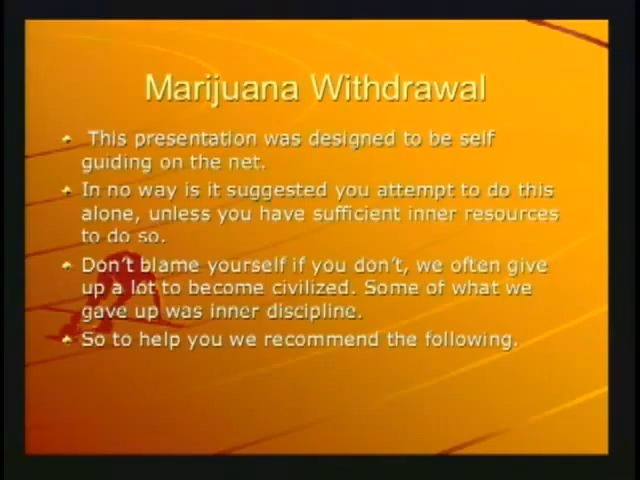 Marijuana Withdrawal
This presentation was designed to be self
guiding on the net.
In no way is it suggested you attempt to do this
alone, unless you have sufficient inner resources
to do so.
Don't blame yourself if you don't, we often give
up a lot to become civilized. Some of what we
gave up was inner discipline.
So to help you we recommend the following.